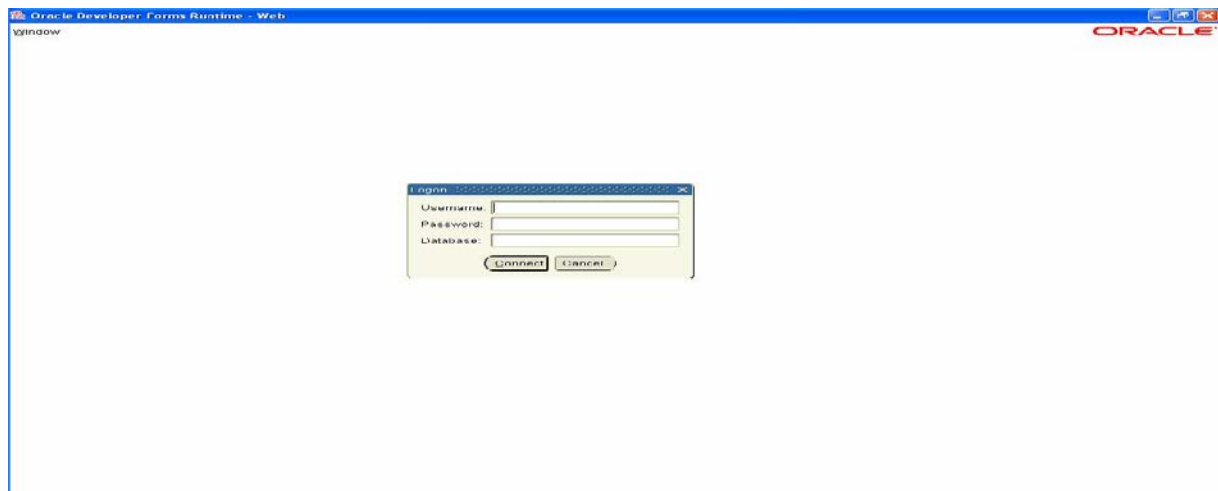 Oracle Developer Forms Runtime - Web
Window
ORACLE
Logon
Username:
Password:
Database:
Connect Cancel